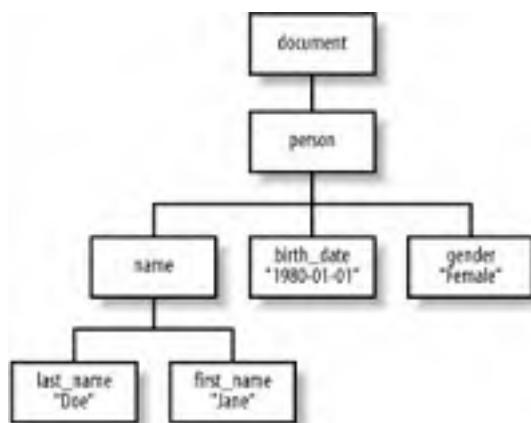 document
person
name
birth_date
"1980-01-01"
gender
"Female"
last_name
"Doe"
first_name
"Jane"